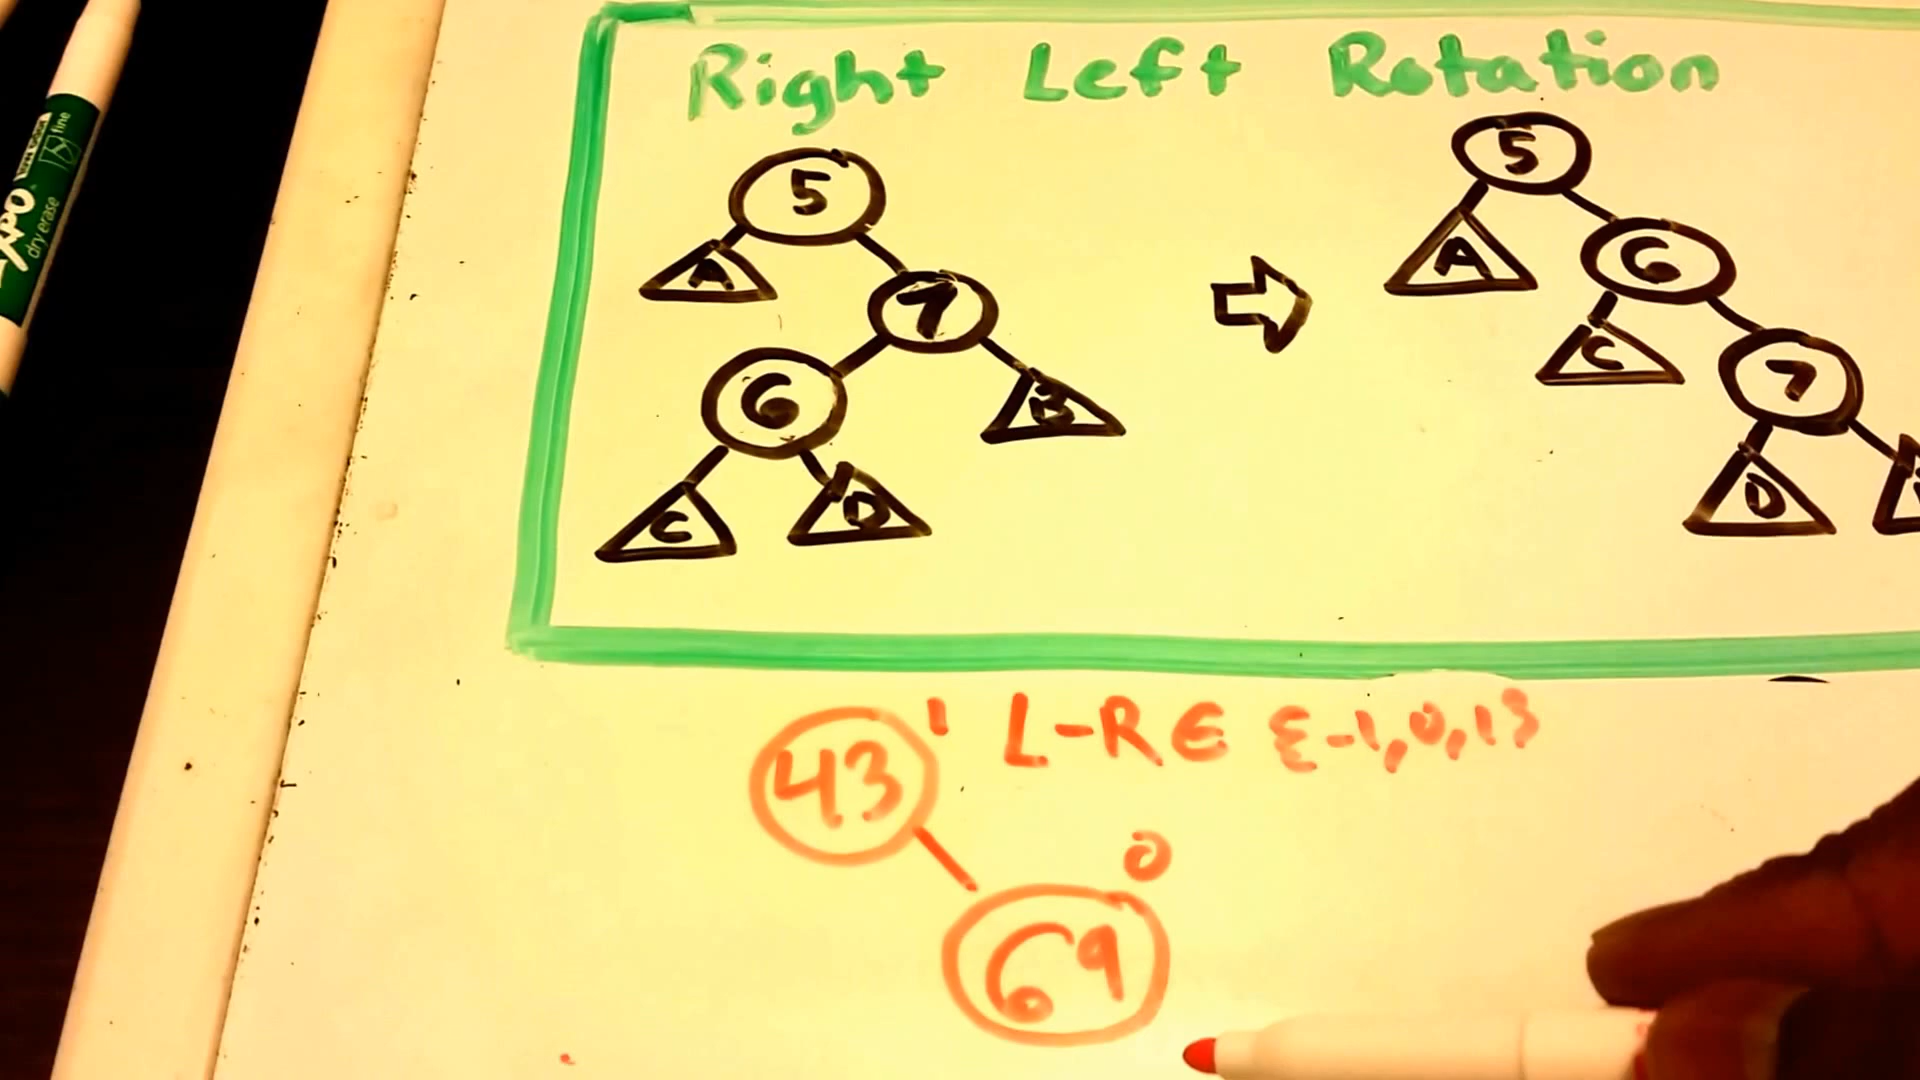 Right Left Rotation
5
A
7
6
B
C
D
5
A
6
C
7
D
43
1
L-R∈ {-1,0,1}
0
69
EXPO
dry erase
fine